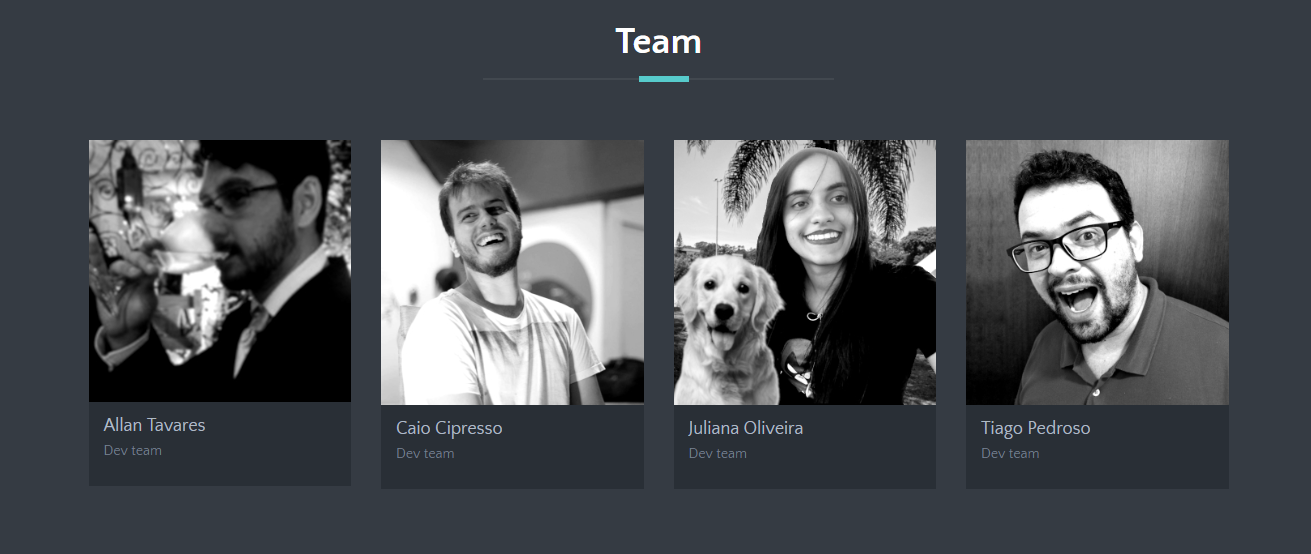 Team
Allan Tavares
Dev team
Caio Cipresso
Dev team
Juliana Oliveira
Dev team
Tiago Pedroso
Dev team